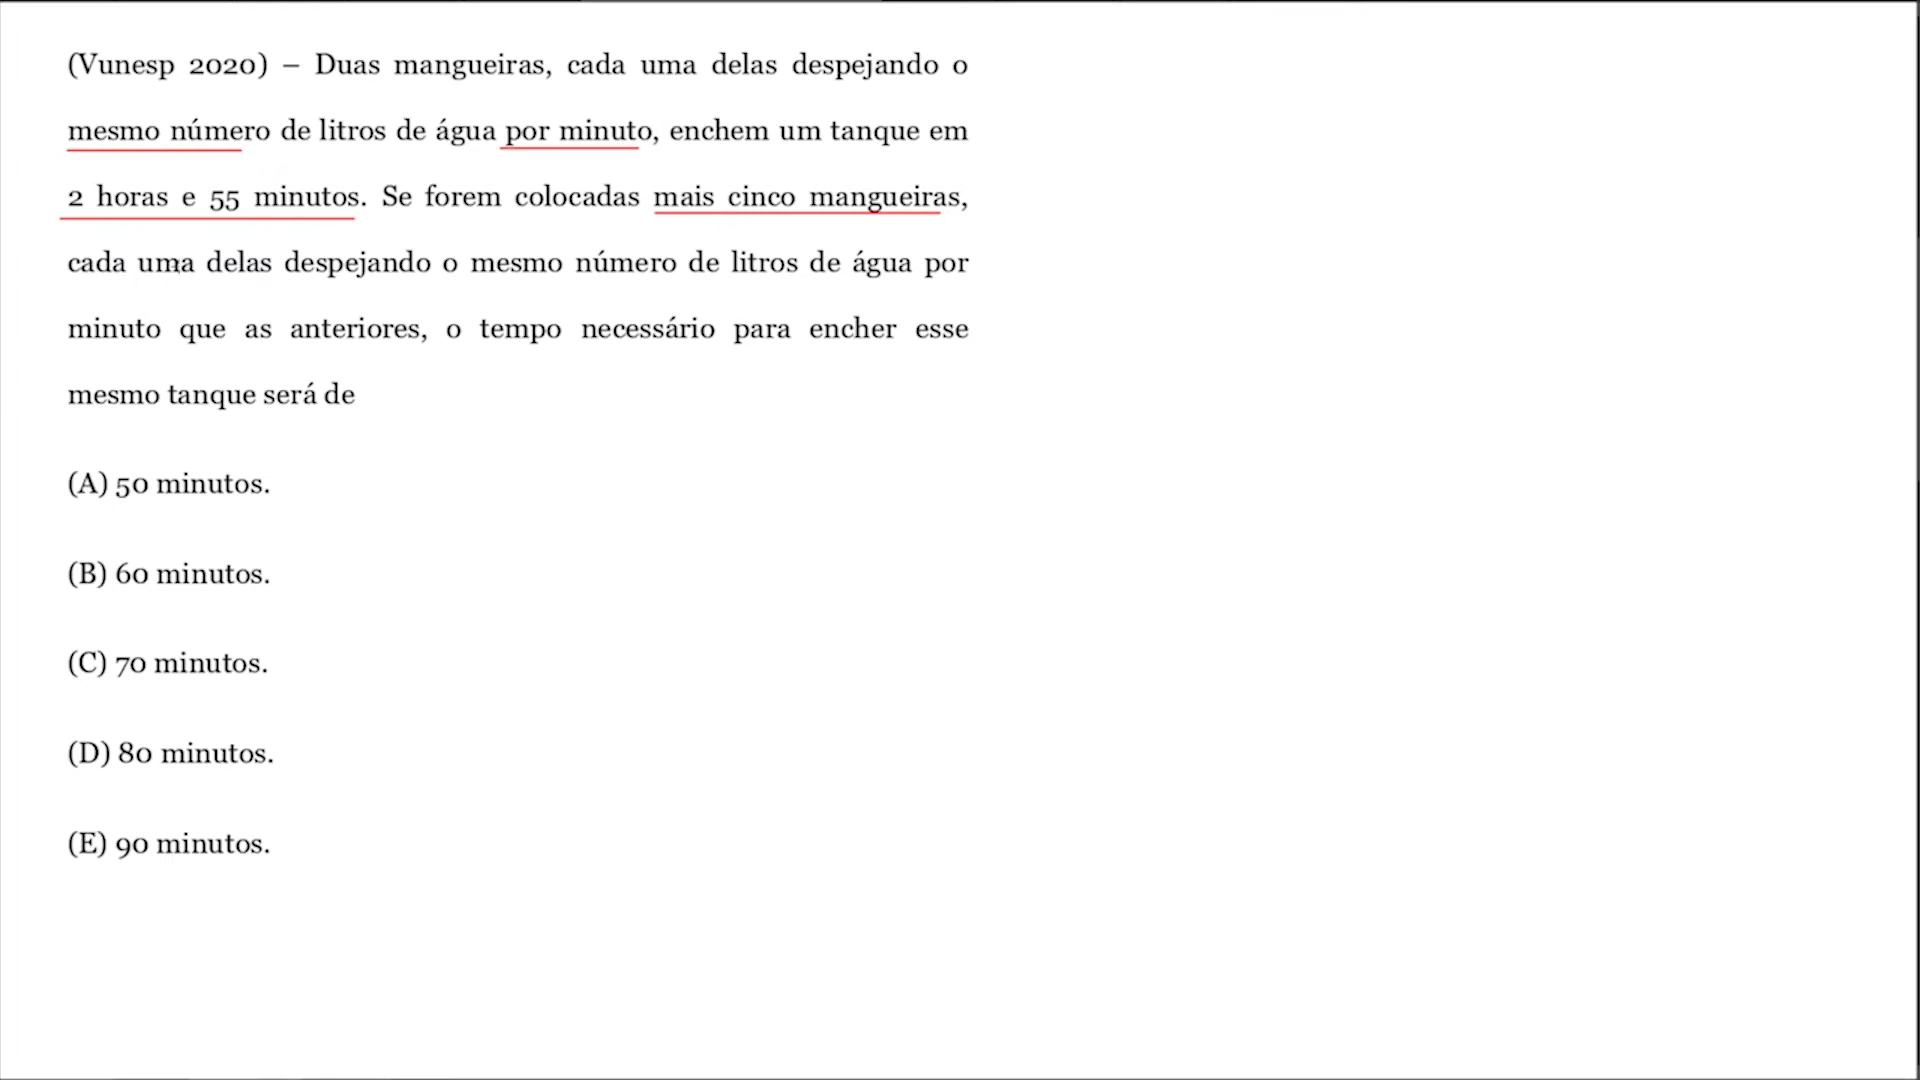 (Vunesp 2020) – Duas mangueiras, cada uma delas despejando o
mesmo número de litros de água por minuto, enchem um tanque em
2 horas e 55 minutos. Se forem colocadas mais cinco mangueiras,
cada uma delas despejando o mesmo número de litros de água por
minuto que as anteriores, o tempo necessário para encher esse
mesmo tanque será de
(A) 50 minutos.
(B) 60 minutos.
(C) 70 minutos.
(D) 80 minutos.
(E) 90 minutos.